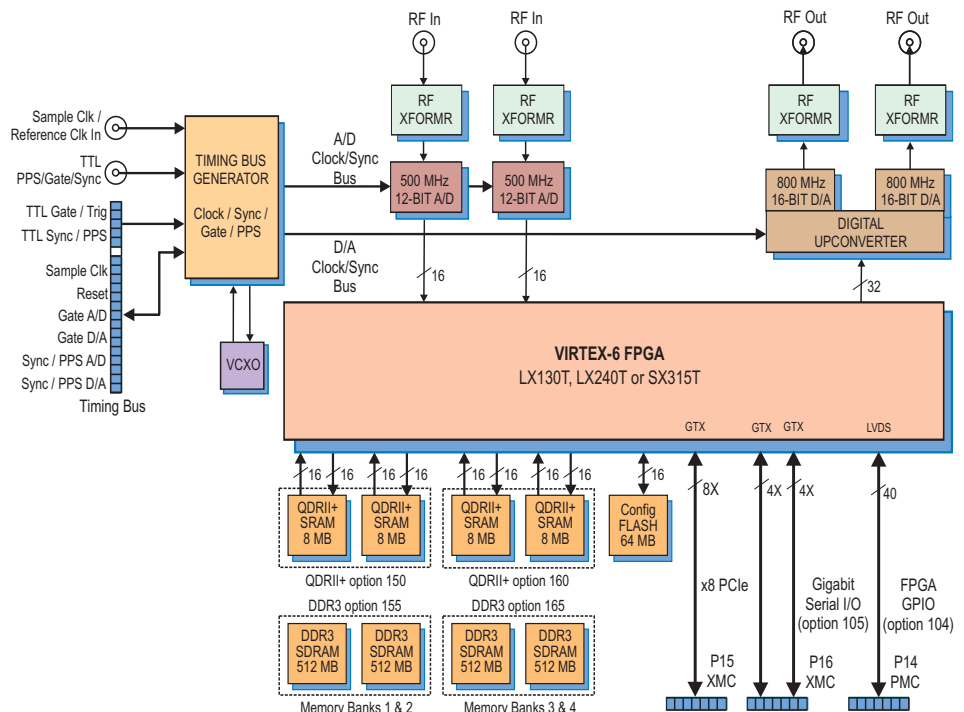 RF In
RF In
RF Out
RF Out
RF
XFORMR
RF
XFORMR
RF
XFORMR
RF
XFORMR
Sample Clk /
Reference Clk In
TTL
PPS/Gate/Sync
TIMING BUS
GENERATOR
Clock / Sync /
Gate / PPS
A/D
Clock/Sync
Bus
500 MHz
12-BIT A/D
500 MHz
12-BIT A/D
800 MHz
16-BIT D/A
800 MHz
16-BIT D/A
DIGITAL
UPCONVERTER
TTL Gate / Trig
TTL Sync / PPS
Sample Clk
Reset
Gate A/D
Gate D/A
Sync / PPS A/D
Sync / PPS D/A
Timing Bus
D/A
Clock/Sync
Bus
16
16
32
VCXO
VIRTEX-6 FPGA
LX130T, LX240T or SX315T
GTX
GTX
GTX
LVDS
16
16
16
16
16
16
16
16
16
8X
4X
4X
40
QDRII+
SRAM
8 MB
QDRII+
SRAM
8 MB
QDRII+
SRAM
8 MB
QDRII+
SRAM
8 MB
Config
FLASH
64 MB
QDRII+ option 150
QDRII+ option 160
x8 PCIe
Gigabit
Serial I/O
(option 105)
FPGA
GPIO
(option 104)
DDR3 option 155
DDR3 option 165
DDR3
SDRAM
512 MB
DDR3
SDRAM
512 MB
DDR3
SDRAM
512 MB
DDR3
SDRAM
512 MB
Memory Banks 1 & 2
Memory Banks 3 & 4
P15
XMC
P16
XMC
P14
PMC